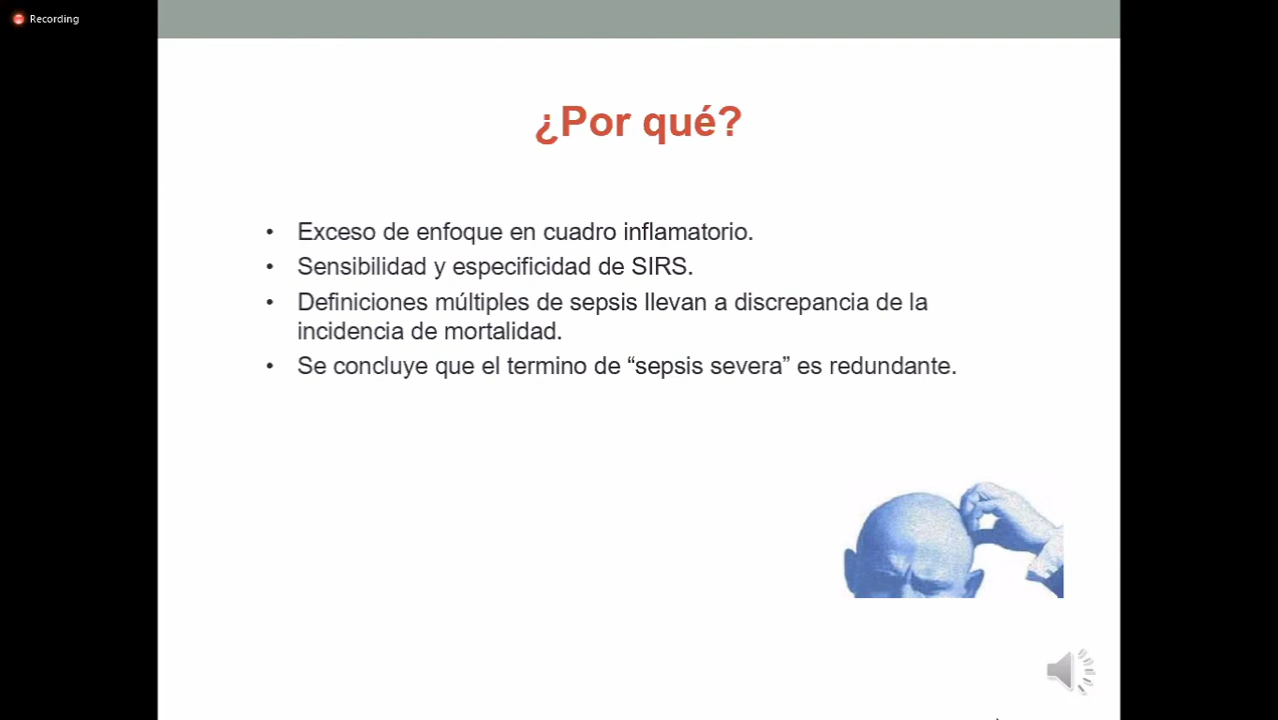 Recording
¿Por qué?
• Exceso de enfoque en cuadro inflamatorio.
• Sensibilidad y especificidad de SIRS.
• Definiciones múltiples de sepsis llevan a discrepancia de la
incidencia de mortalidad.
• Se concluye que el termino de “sepsis severa” es redundante.